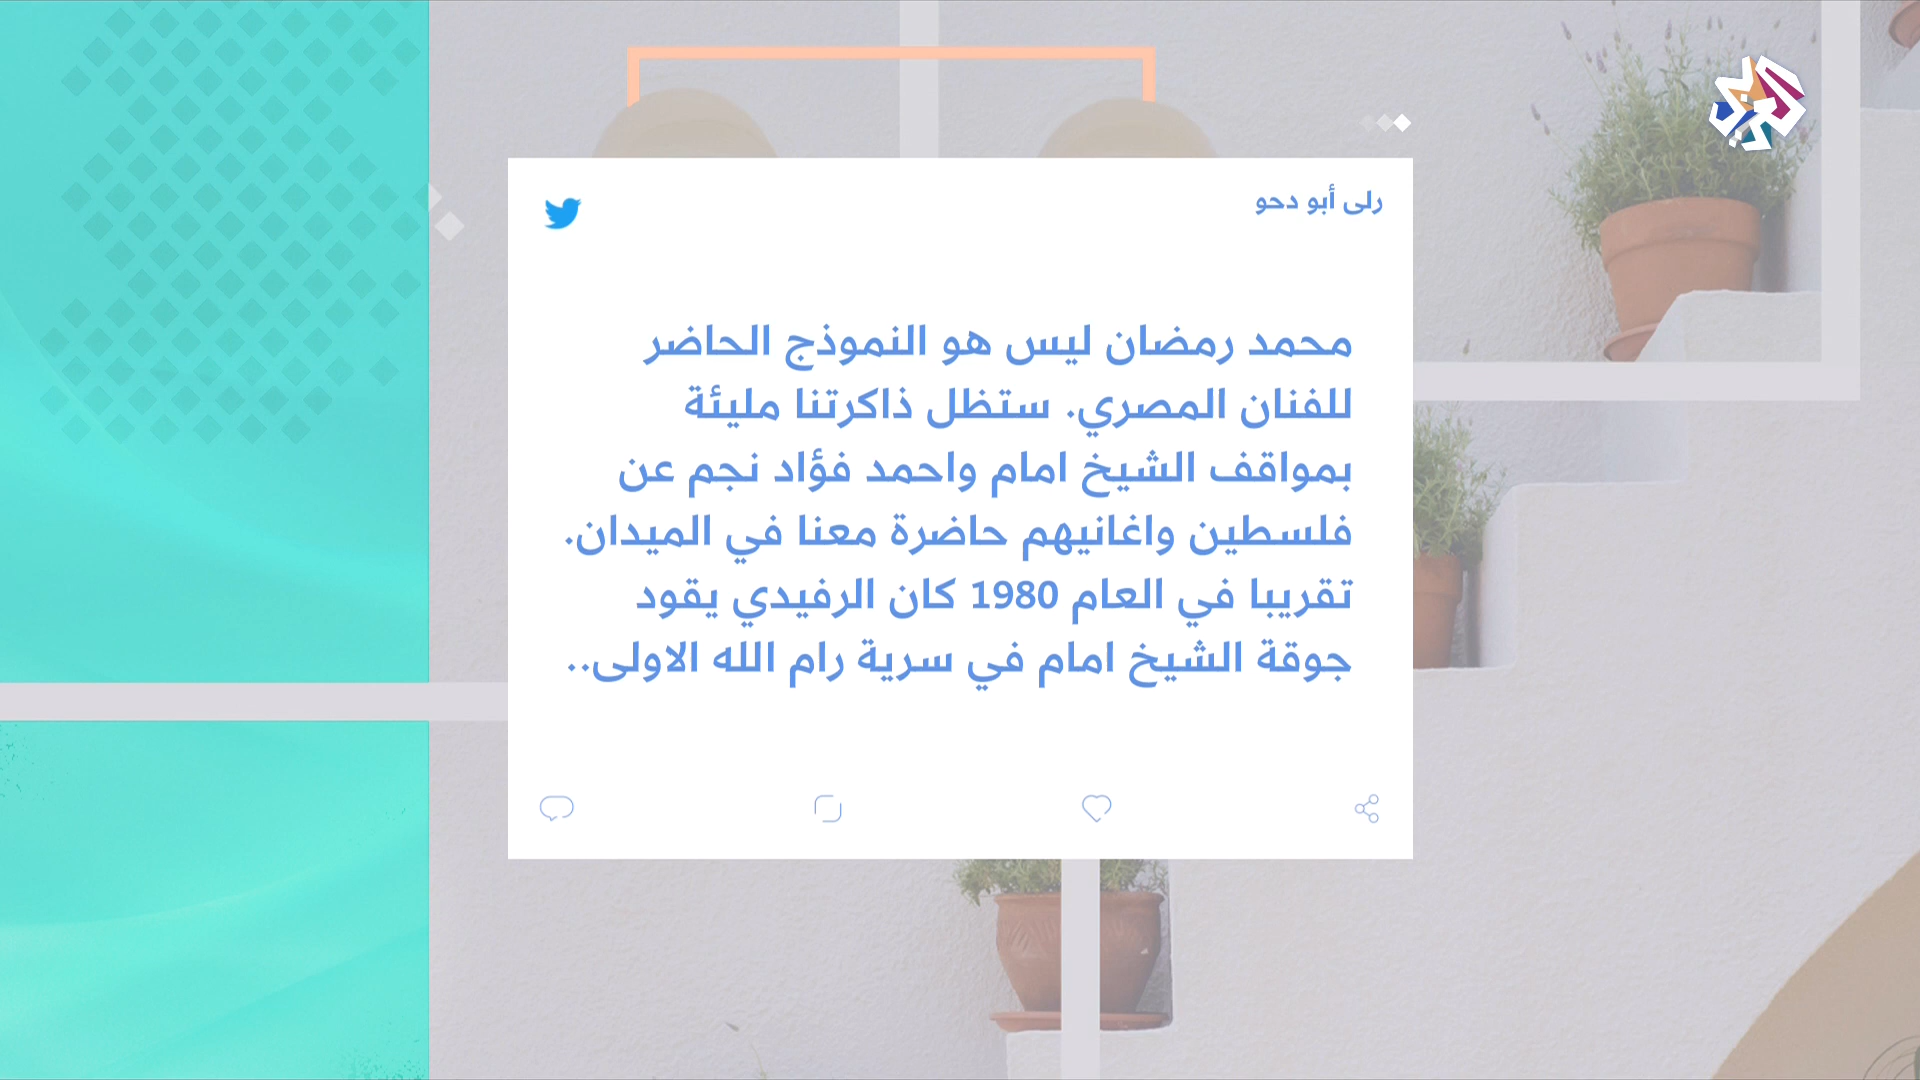 رلى أبو دحو
محمد رمضان ليس هو النموذج الحاضر
للفنان المصري. ستظل ذاكرتنا مليئة
بمواقف الشيخ امام واحمد فؤاد نجم عن
فلسطين واغانيهم حاضرة معنا في الميدان.
تقريبا في العام 1980 كان الرفيدي يقود
جوقة الشيخ امام في سرية رام الله الاولى..